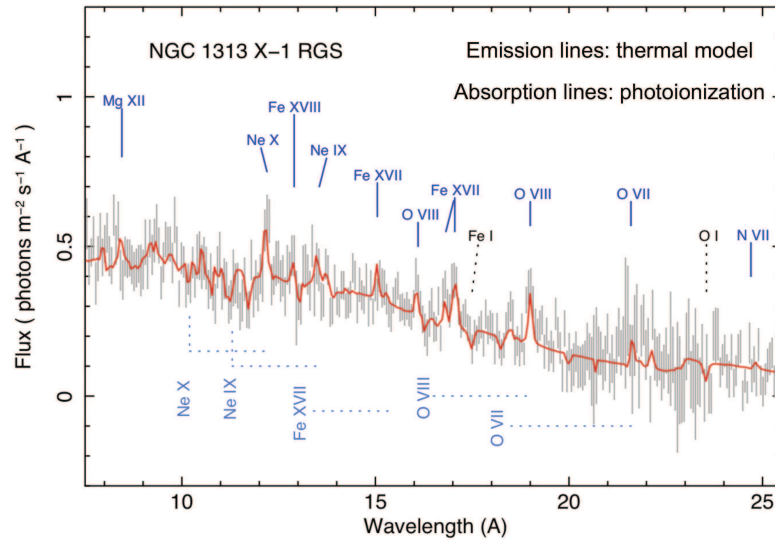 NGC 1313 X-1 RGS
Emission lines: thermal model
Absorption lines: photoionization
Mg XII
Fe XVIII
Ne X
Ne IX
Fe XVII
O VIII
Fe XVII
Fe I
O VIII
O VII
O I
N VII
Ne X
Ne IX
Fe XVII
O VIII
O VII
Flux ( photons m⁻² s⁻¹ A⁻¹)
1
0.5
0
10
15
20
25
Wavelength (A)